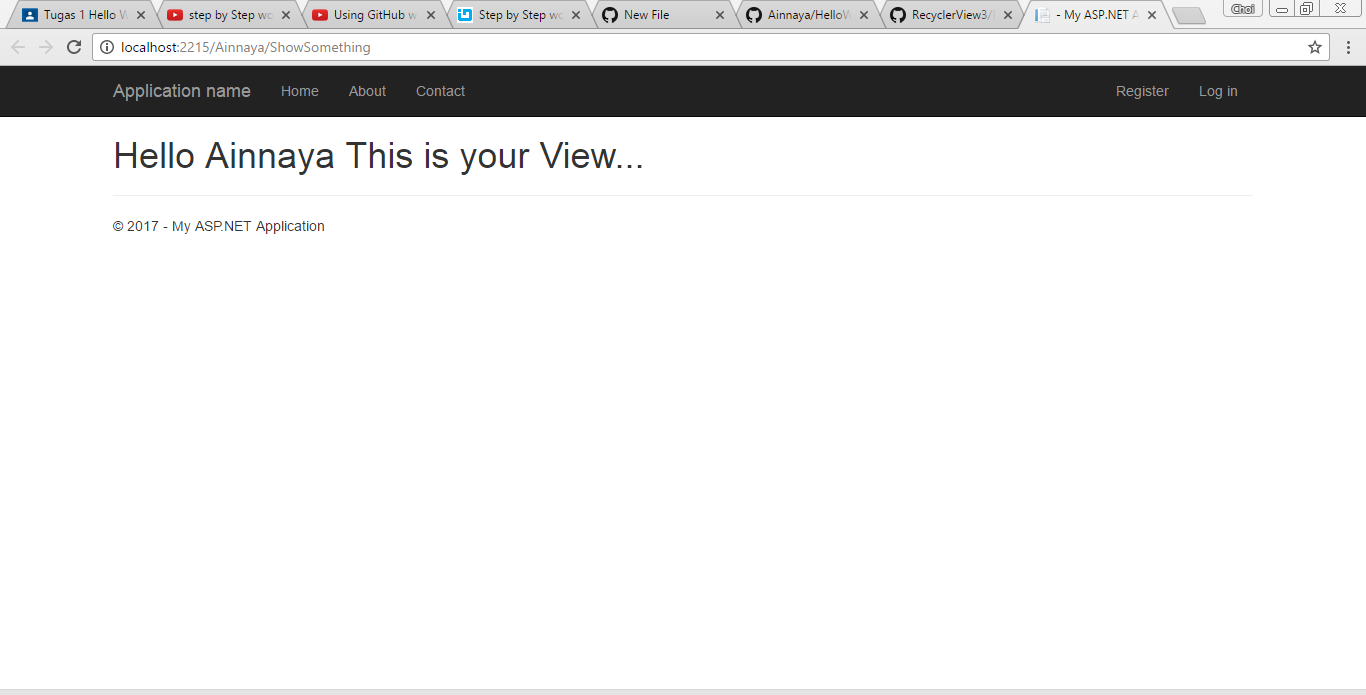 Tugas 1 Hello W
step by Step wo
Using GitHub w
Step by Step wo
New File
Ainnaya/HelloW
RecyclerView3/
- My ASP.NET A
Choi
localhost:2215/Ainnaya/ShowSomething
Application name Home About Contact Register Log in
Hello Ainnaya This is your View...
© 2017 - My ASP.NET Application